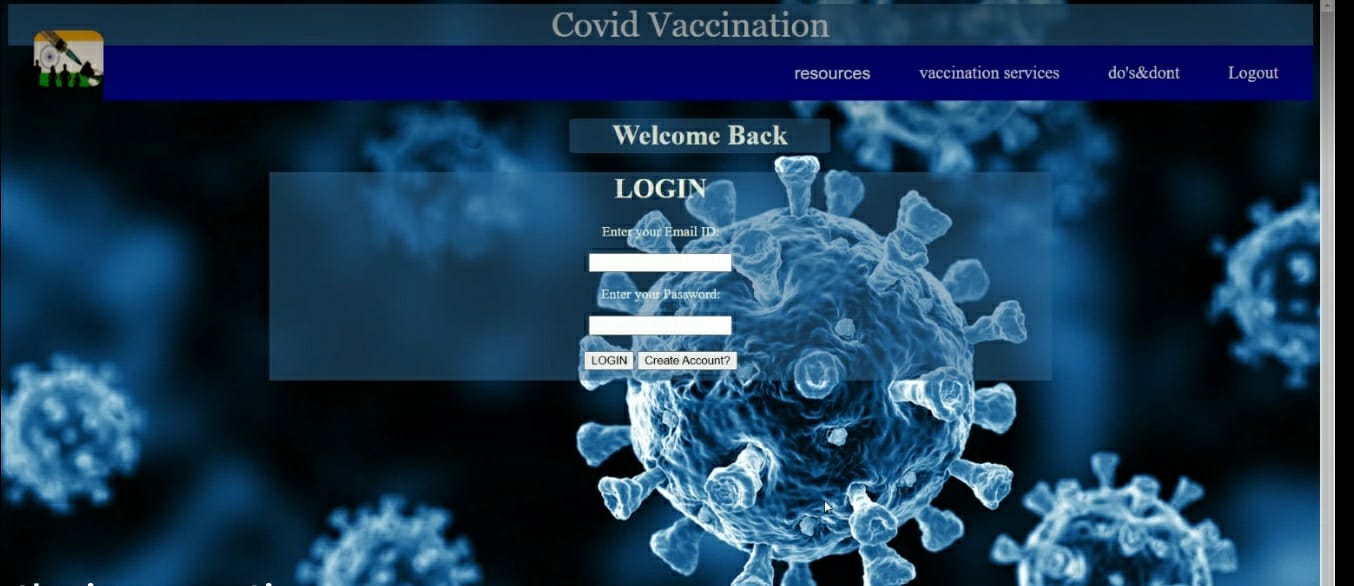 Covid Vaccination
resources vaccination services do's&dont Logout
Welcome Back
LOGIN
Enter your Email ID:
Enter your Password:
LOGIN Create Account?